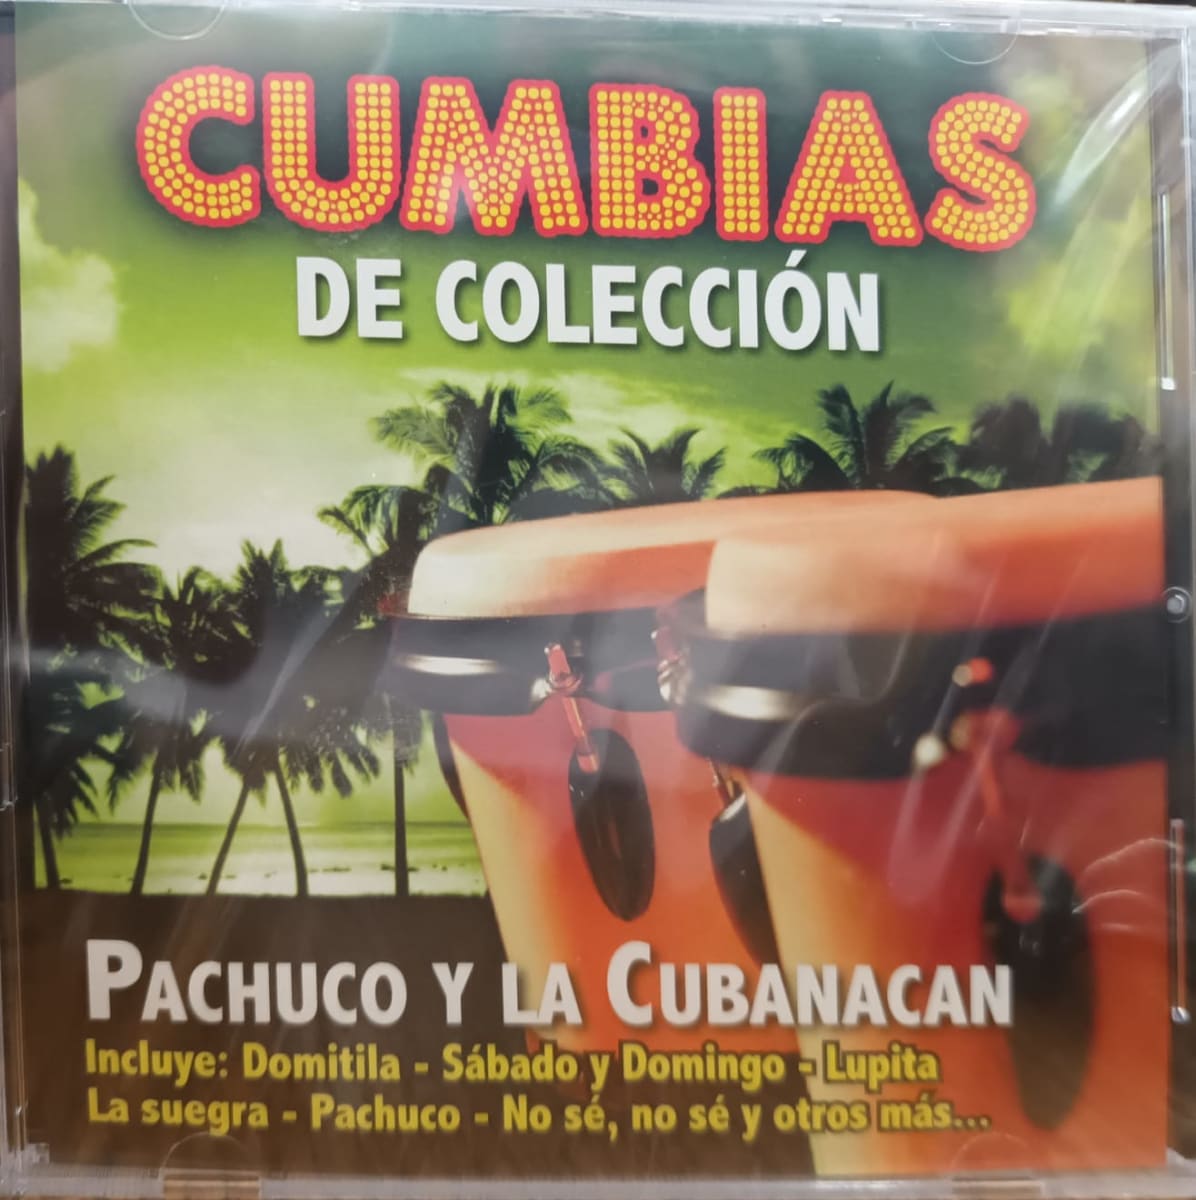 CUMBIAS
DE COLECCIÓN
PACHUCO Y LA CUBANACAN
Incluye: Domitila - Sábado y Domingo - Lupita
La suegra - Pachuco - No sé, no sé y otros más...